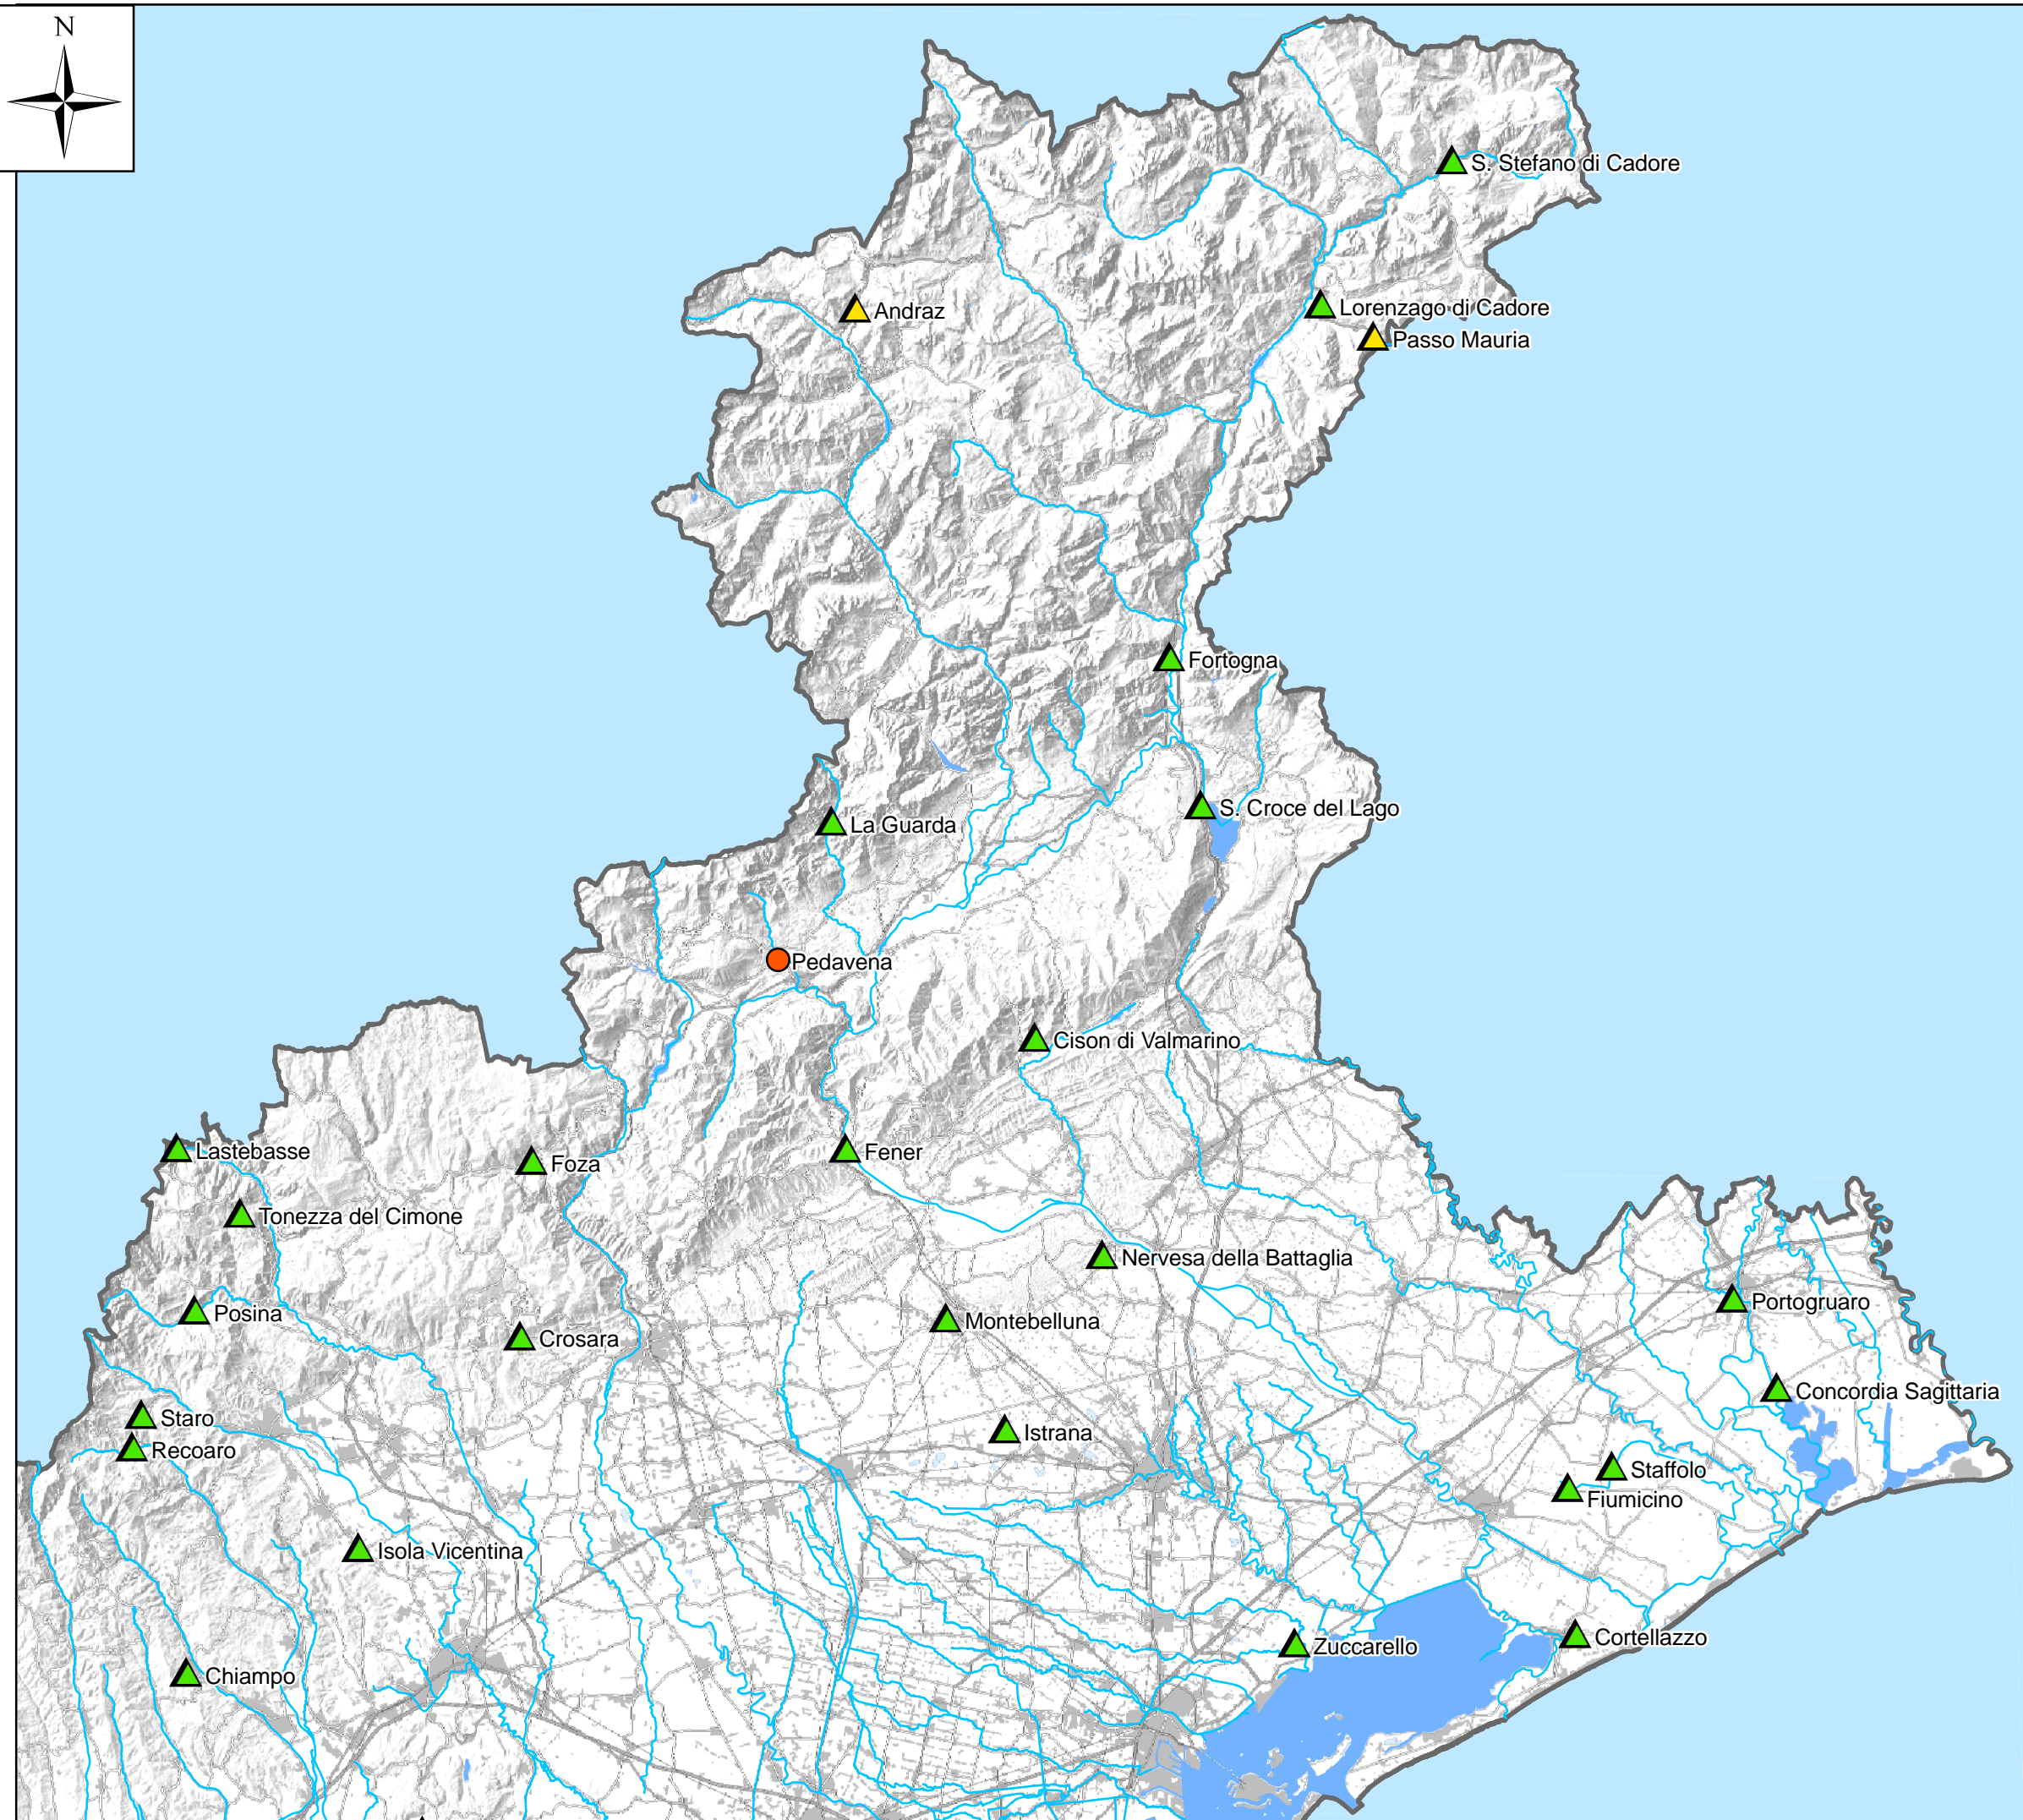 N
S. Stefano di Cadore
Andraz
Lorenzago di Cadore
Passo Mauria
Fortogna
S. Croce del Lago
La Guarda
Pedavena
Cison di Valmarino
Lastebasse
Foza
Fener
Tonezza del Cimone
Nervesa della Battaglia
Posina
Portogruaro
Montebelluna
Crosara
Concordia Sagittaria
Staro
Istrana
Recoaro
Staffolo
Fiumicino
Isola Vicentina
Cortellazzo
Zuccarello
Chiampo